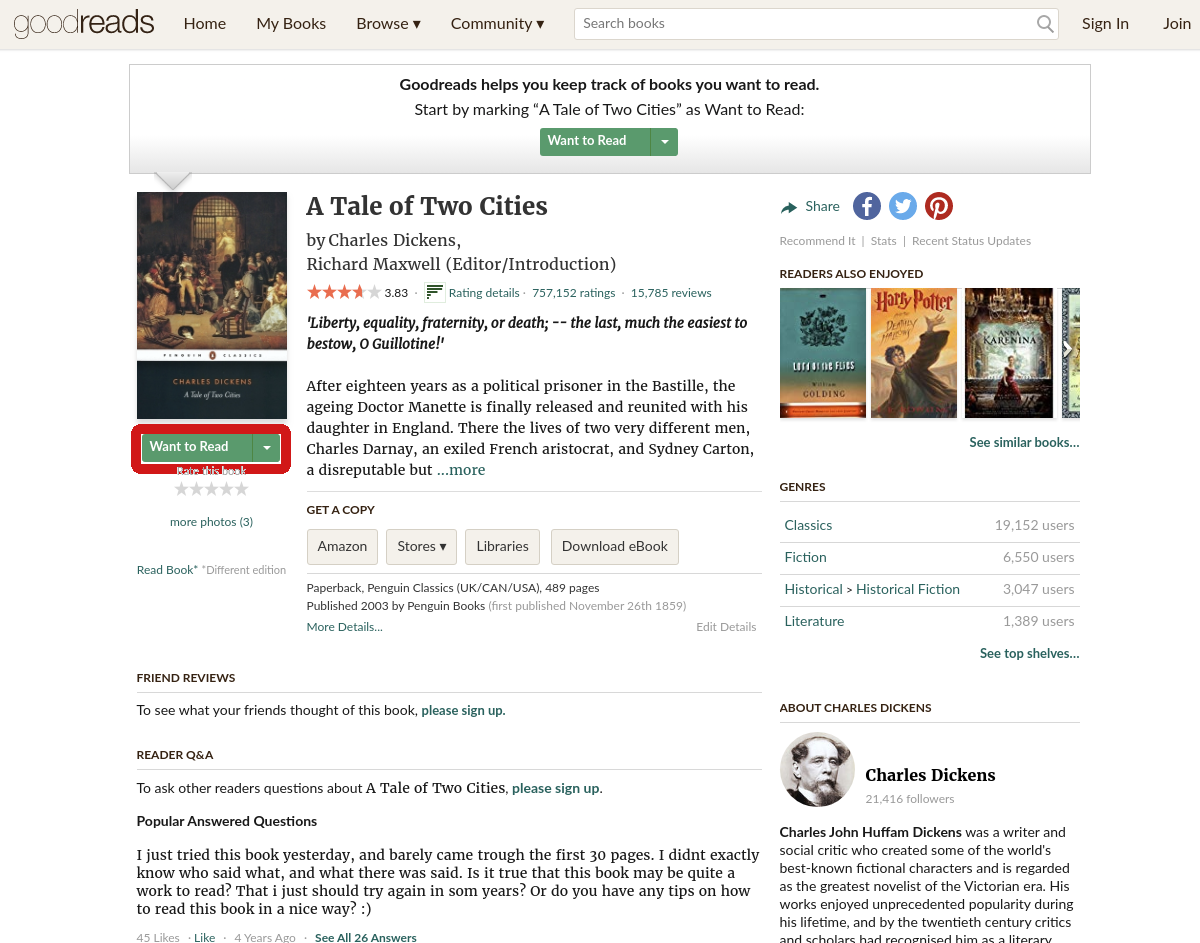 goodreads Home My Books Browse ▾ Community ▾ Search books Sign In Join
Goodreads helps you keep track of books you want to read.
Start by marking “A Tale of Two Cities” as Want to Read:
Want to Read
PENGUIN CLASSICS
CHARLES DICKENS
A Tale of Two Cities
Want to Read
Rate this book
more photos (3)
Read Book* *Different edition
A Tale of Two Cities
by Charles Dickens,
Richard Maxwell (Editor/Introduction)
3.83 · Rating details · 757,152 ratings · 15,785 reviews
'Liberty, equality, fraternity, or death; -- the last, much the easiest to
bestow, O Guillotine!'
After eighteen years as a political prisoner in the Bastille, the
ageing Doctor Manette is finally released and reunited with his
daughter in England. There the lives of two very different men,
Charles Darnay, an exiled French aristocrat, and Sydney Carton,
a disreputable but ...more
GET A COPY
Amazon Stores ▾ Libraries Download eBook
Paperback, Penguin Classics (UK/CAN/USA), 489 pages
Published 2003 by Penguin Books (first published November 26th 1859)
More Details... Edit Details
FRIEND REVIEWS
To see what your friends thought of this book, please sign up.
READER Q&A
To ask other readers questions about A Tale of Two Cities, please sign up.
Popular Answered Questions
I just tried this book yesterday, and barely came trough the first 30 pages. I didnt exactly
know who said what, and what there was said. Is it true that this book may be quite a
work to read? That i just should try again in som years? Or do you have any tips on how
to read this book in a nice way? :)
45 Likes · Like · 4 Years Ago · See All 26 Answers
Share
Recommend It | Stats | Recent Status Updates
READERS ALSO ENJOYED
Lord of the Flies
William
GOLDING
Harry Potter
DEATHLY
HALLOWS
ANNA
KARENINA
See similar books…
GENRES
Classics 19,152 users
Fiction 6,550 users
Historical > Historical Fiction 3,047 users
Literature 1,389 users
See top shelves…
ABOUT CHARLES DICKENS
Charles Dickens
21,416 followers
Charles John Huffam Dickens was a writer and
social critic who created some of the world's
best-known fictional characters and is regarded
as the greatest novelist of the Victorian era. His
works enjoyed unprecedented popularity during
his lifetime, and by the twentieth century critics
and scholars had recognised him as a literary